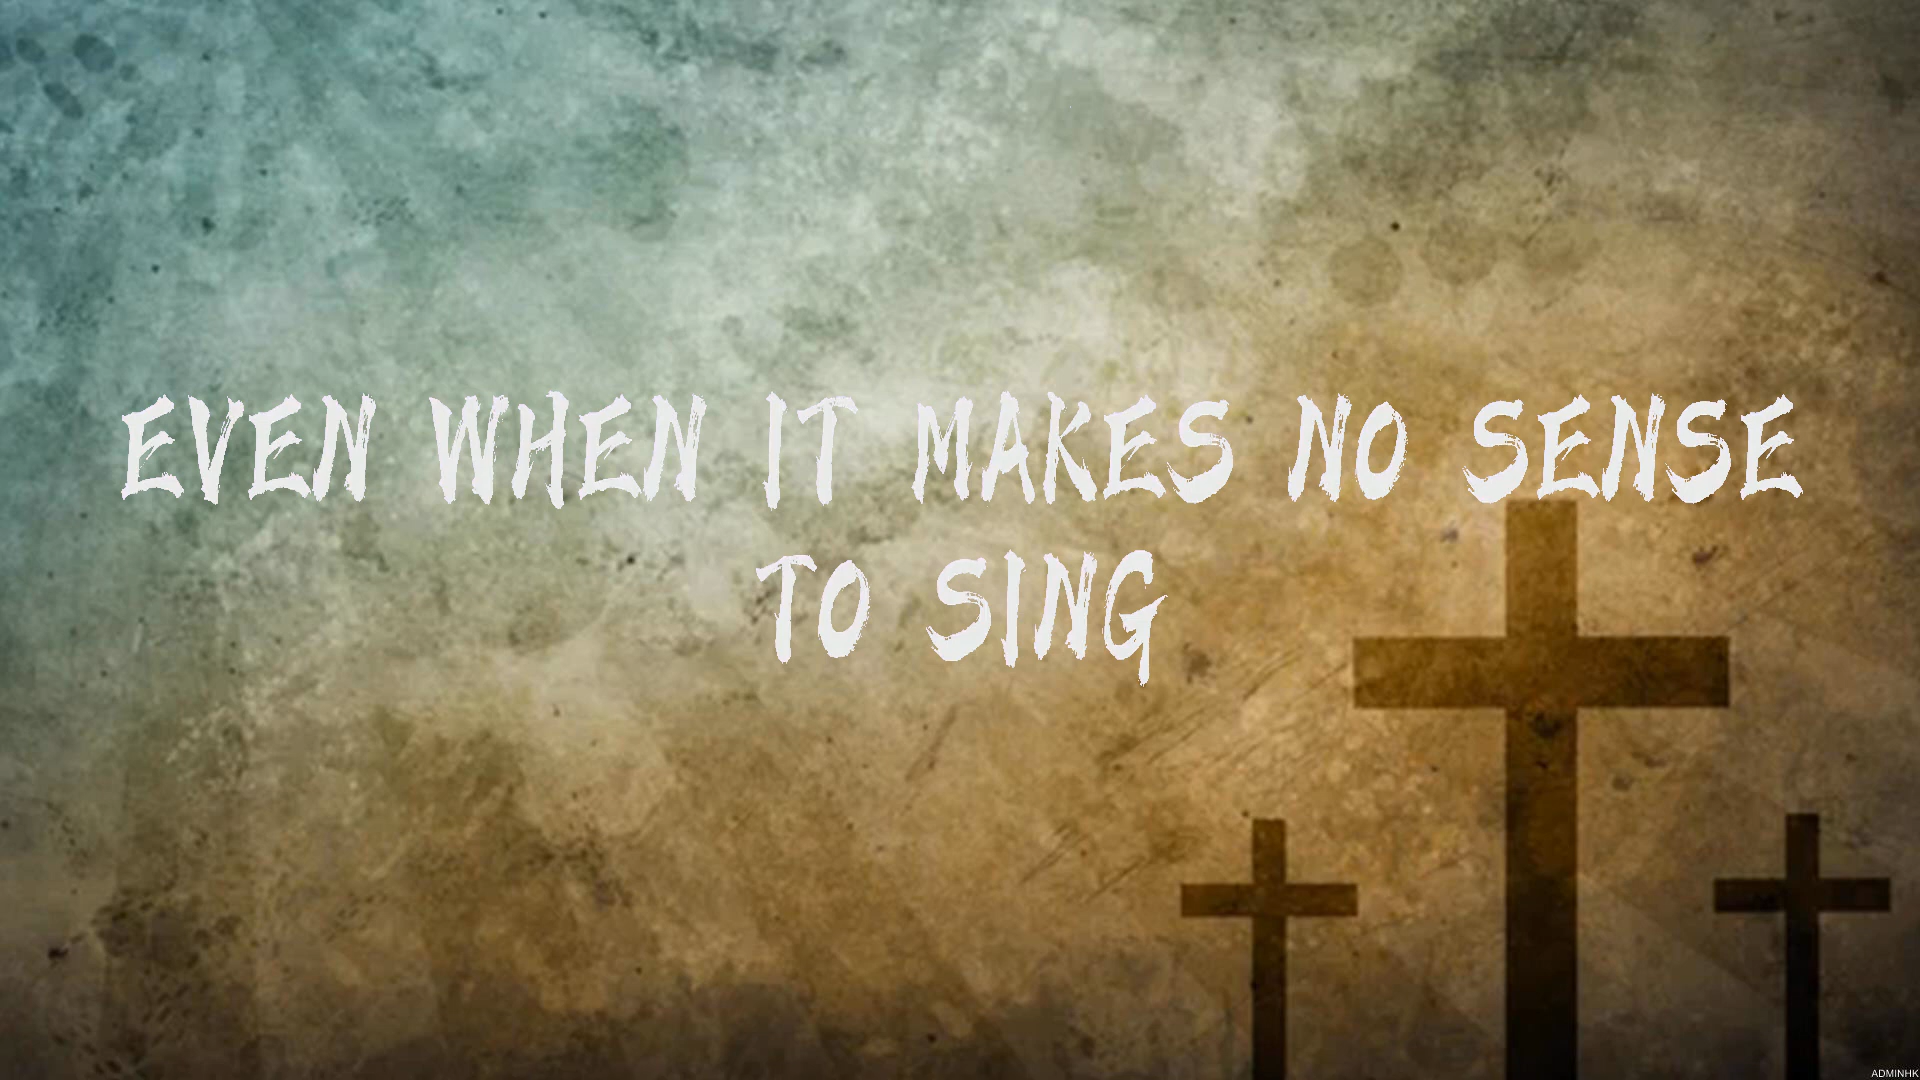 EVEN WHEN IT MAKES NO SENSE
TO SING
ADMINHK